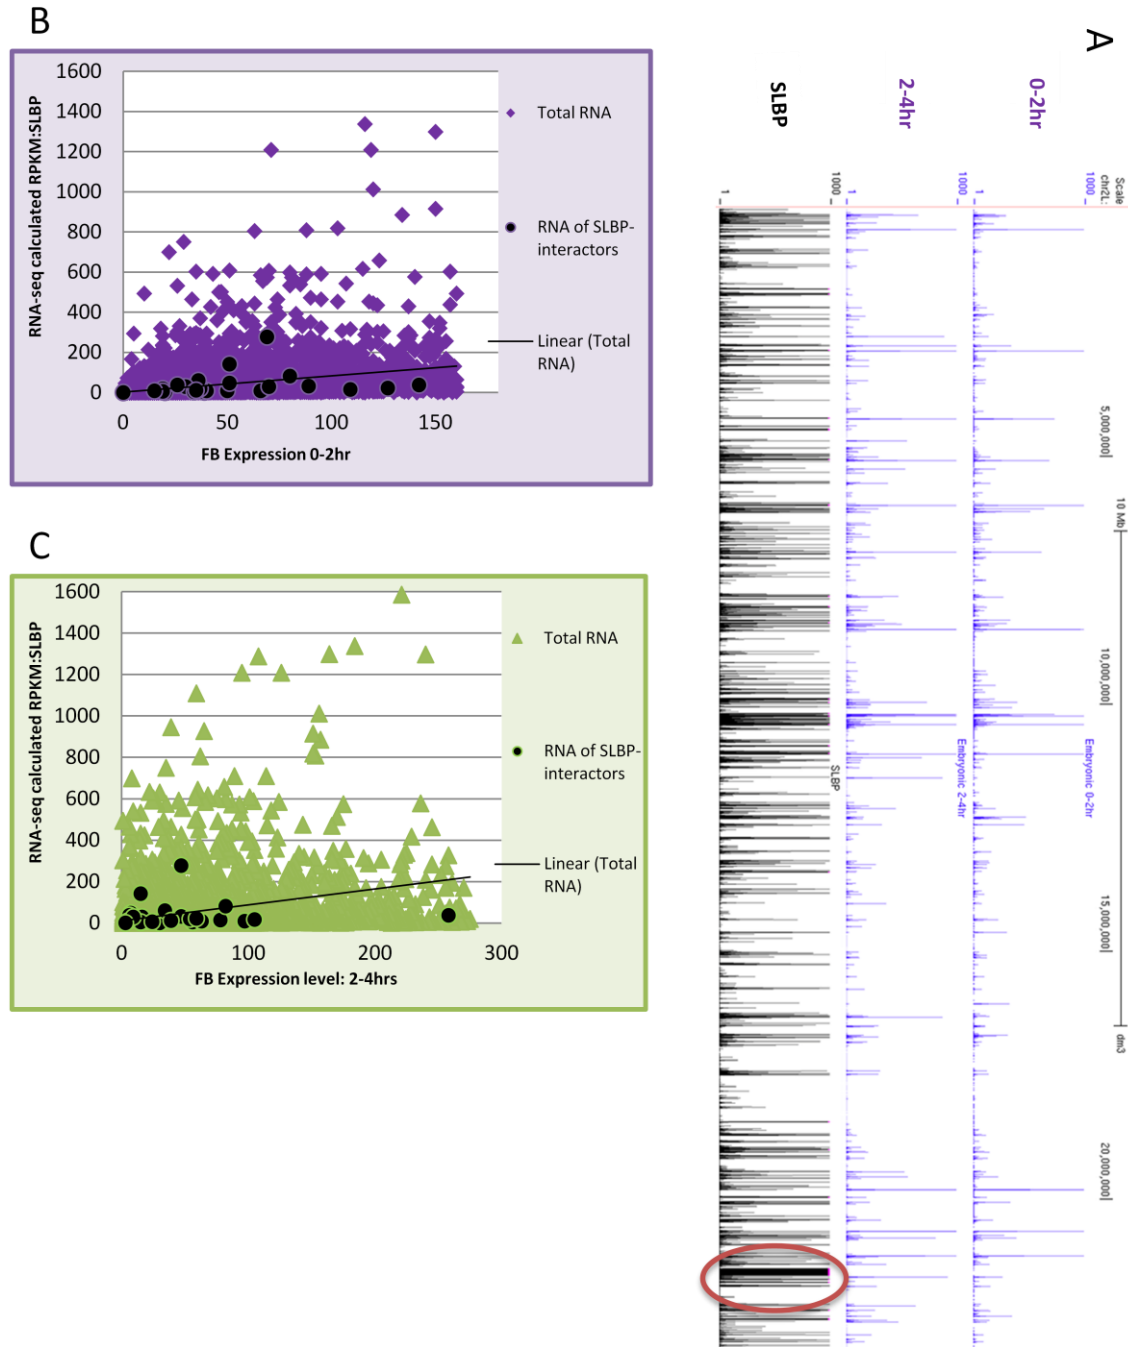 B
1600
1400
1200
1000
800
600
400
200
0
0 50 100 150
RNA-seq calculated RPKM:SLBP
FB Expression 0-2hr
Total RNA
RNA of SLBP-
interactors
Linear (Total
RNA)
C
1600
1400
1200
1000
800
600
400
200
0
0 100 200 300
RNA-seq calculated RPKM:SLBP
FB Expression level: 2-4hrs
Total RNA
RNA of SLBP-
interactors
Linear (Total
RNA)
A
Scale
chr2L:
10 Mb
dm3
5,000,000
10,000,000
15,000,000
20,000,000
Embryonic 0-2hr
0-2hr
1000
1
Embryonic 2-4hr
2-4hr
1000
1
SLBP
SLBP
1000
1